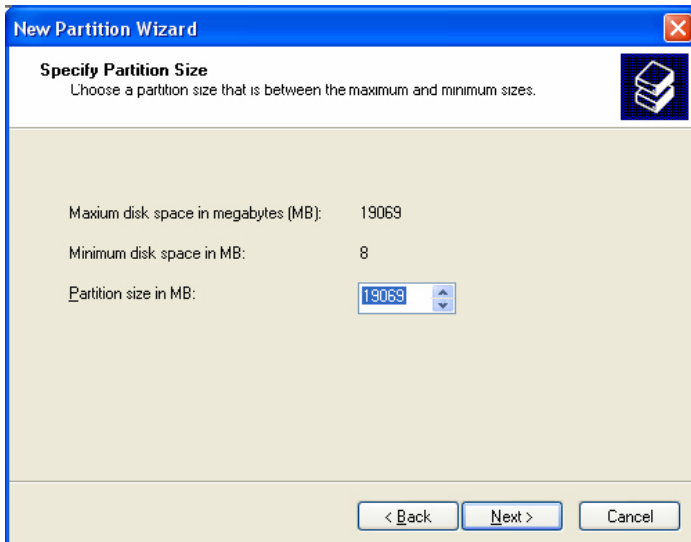 New Partition Wizard
Specify Partition Size
Choose a partition size that is between the maximum and minimum sizes.
Maxium disk space in megabytes (MB): 19069
Minimum disk space in MB: 8
Partition size in MB: 19069
< Back Next > Cancel